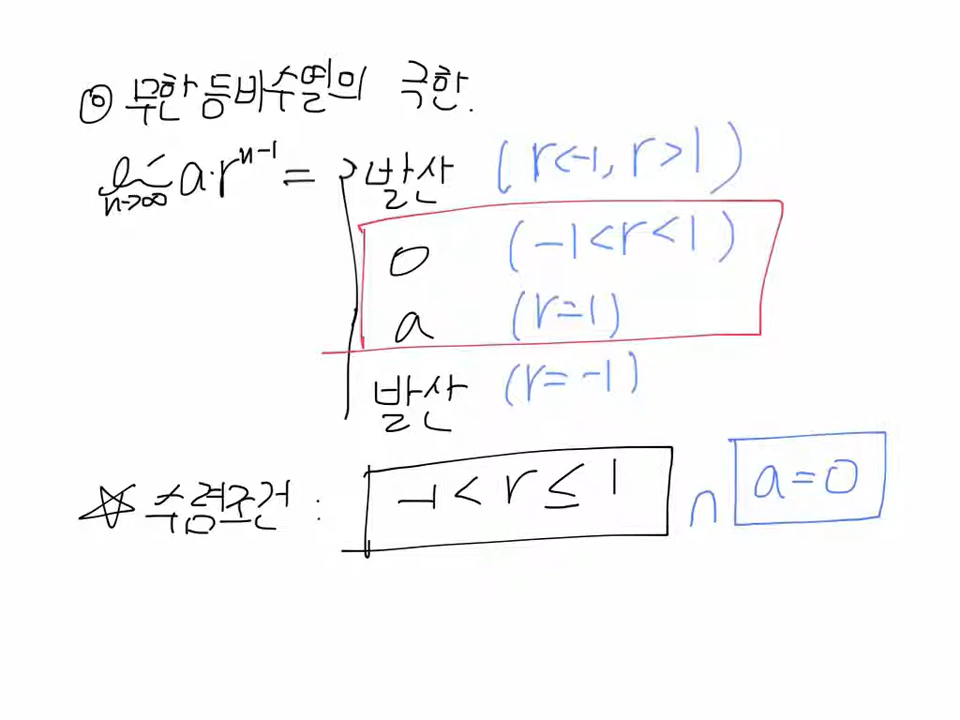 ◎ 무한등비수열의 극한.
lim n→∞ a·r^(n-1) = { 발산 (r<-1, r>1)
0 (-1<r<1)
a (r=1)
발산 (r=-1)
☆ 수렴조건 : -1<r≤1 ∩ a=0